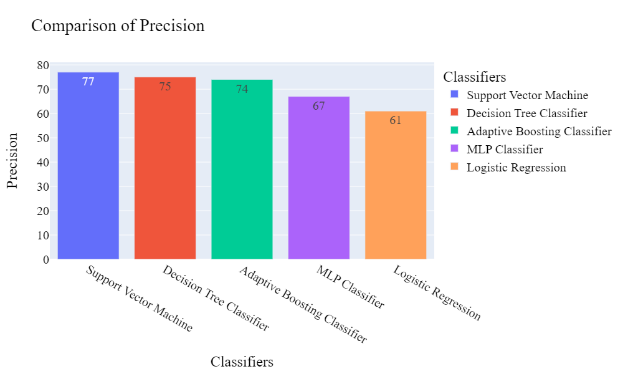 Comparison of Precision
80
70
60
50
40
30
20
10
0
Precision
77
75
74
67
61
Support Vector Machine
Decision Tree Classifier
Adaptive Boosting Classifier
MLP Classifier
Logistic Regression
Classifiers
Classifiers
Support Vector Machine
Decision Tree Classifier
Adaptive Boosting Classifier
MLP Classifier
Logistic Regression